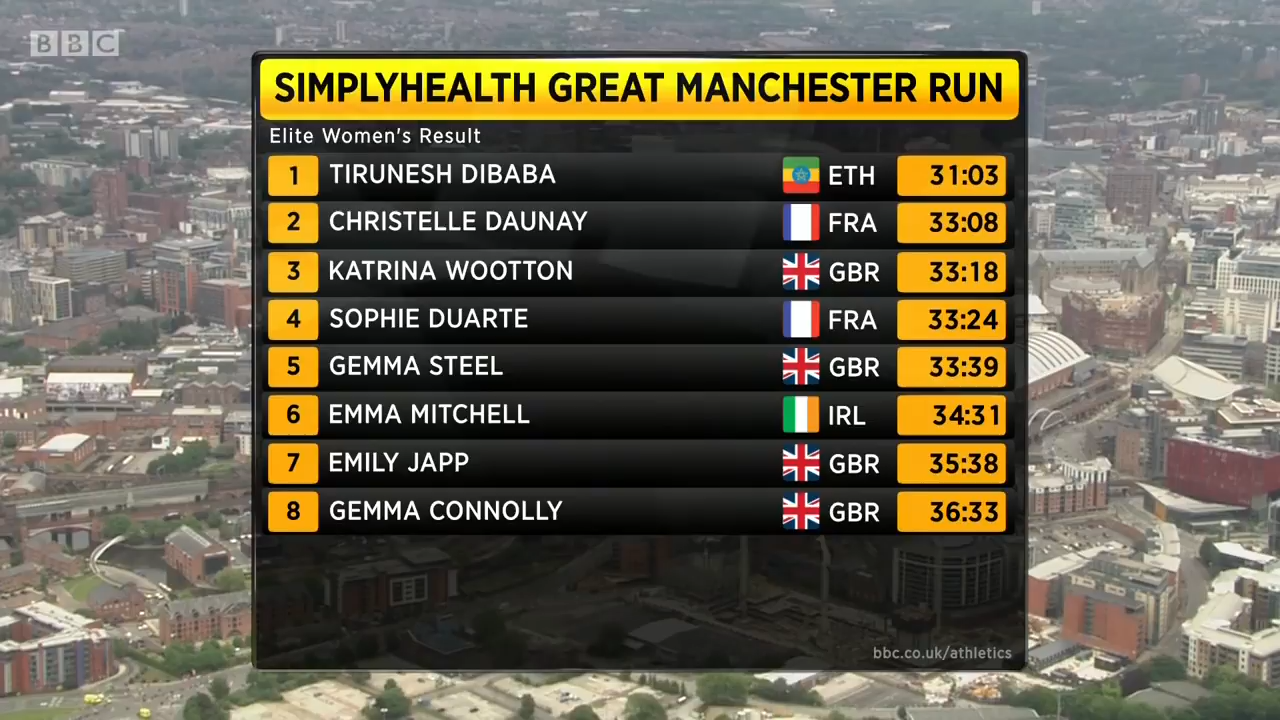 BBC
SIMPLYHEALTH GREAT MANCHESTER RUN
Elite Women's Result
1 TIRUNESH DIBABA ETH 31:03
2 CHRISTELLE DAUNAY FRA 33:08
3 KATRINA WOOTTON GBR 33:18
4 SOPHIE DUARTE FRA 33:24
5 GEMMA STEEL GBR 33:39
6 EMMA MITCHELL IRL 34:31
7 EMILY JAPP GBR 35:38
8 GEMMA CONNOLLY GBR 36:33
bbc.co.uk/athletics